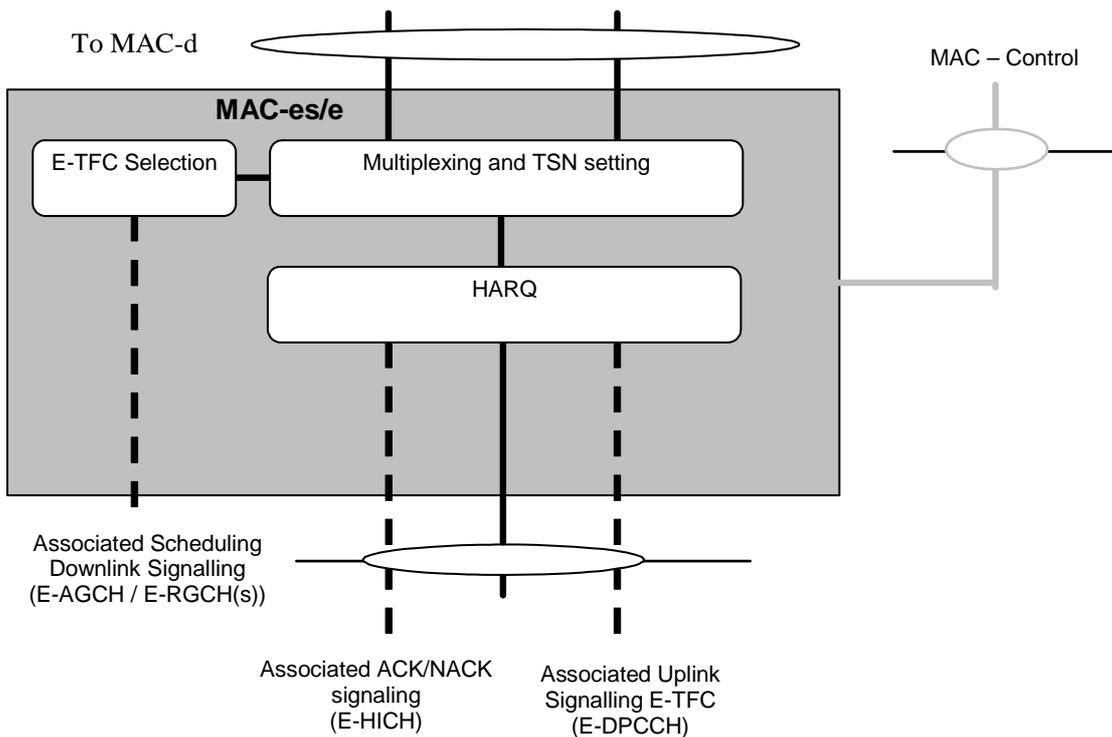 To MAC-d
MAC – Control
MAC-es/e
E-TFC Selection
Multiplexing and TSN setting
HARQ
Associated Scheduling
Downlink Signalling
(E-AGCH / E-RGCH(s))
Associated ACK/NACK
signaling
(E-HICH)
Associated Uplink
Signalling E-TFC
(E-DPCCH)